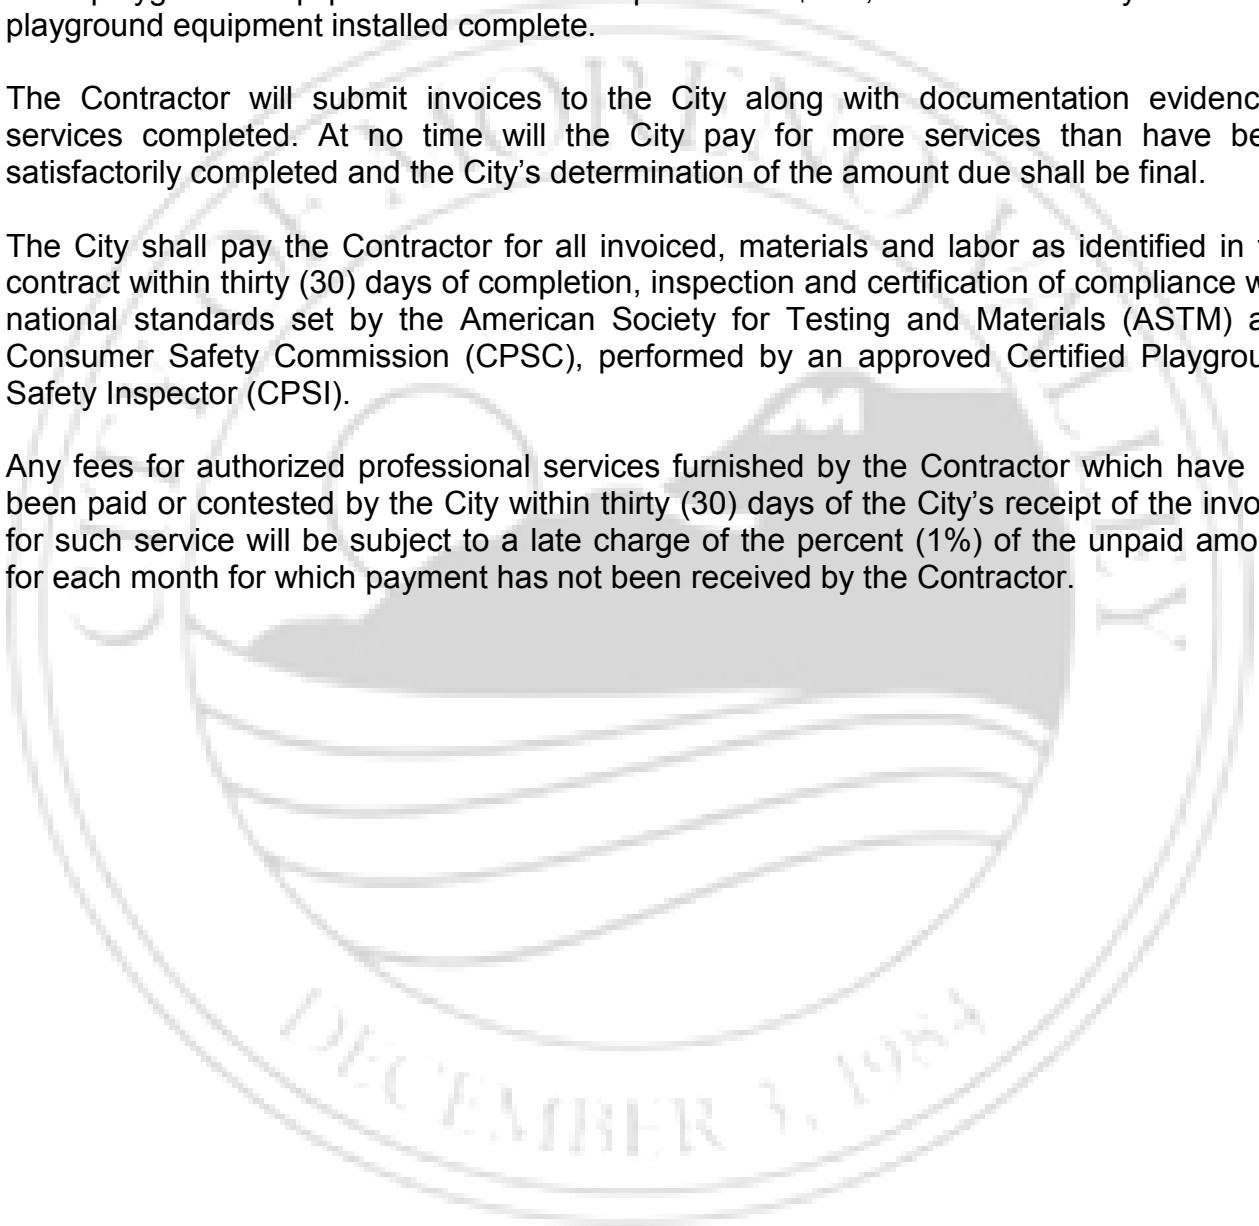 playground equipment installed complete.
The Contractor will submit invoices to the City along with documentation evidenc
services completed. At no time will the City pay for more services than have be
satisfactorily completed and the City's determination of the amount due shall be final.
The City shall pay the Contractor for all invoiced, materials and labor as identified in
contract within thirty (30) days of completion, inspection and certification of compliance w
national standards set by the American Society for Testing and Materials (ASTM) a
Consumer Safety Commission (CPSC), performed by an approved Certified Playgrou
Safety Inspector (CPSI).
Any fees for authorized professional services furnished by the Contractor which have
been paid or contested by the City within thirty (30) days of the City's receipt of the invo
for such service will be subject to a late charge of the percent (1%) of the unpaid amo
for each month for which payment has not been received by the Contractor.
CITY OF MORENO VALLEY
DECEMBER 3, 1984